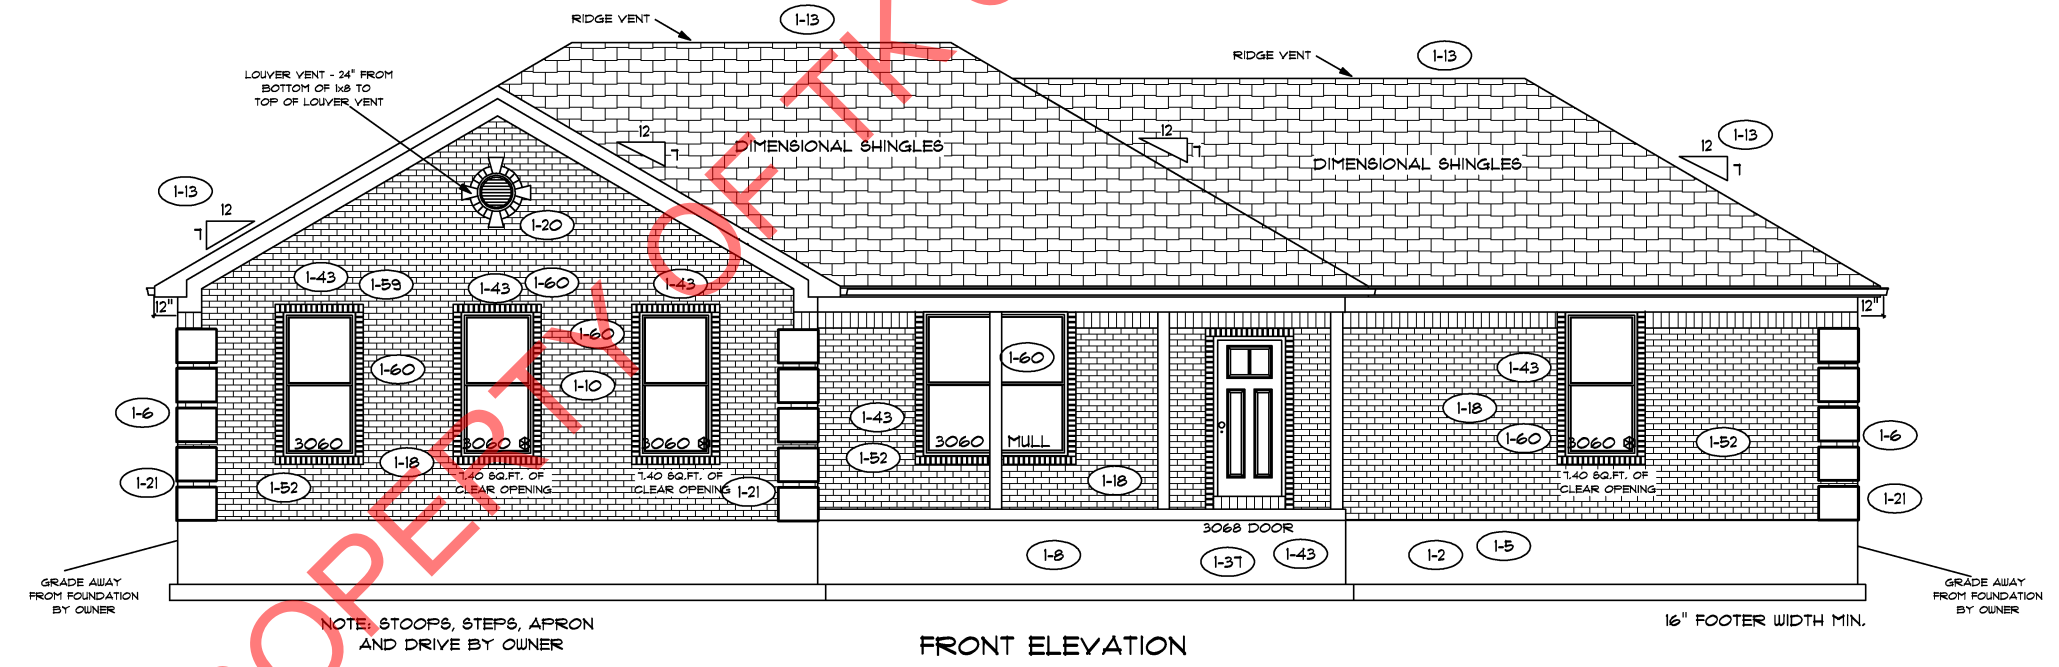 RIDGE VENT
1-13
RIDGE VENT
1-13
LOUVER VENT - 24" FROM
BOTTOM OF 1x8 TO
TOP OF LOUVER VENT
12
7
DIMENSIONAL SHINGLES
12
7
DIMENSIONAL SHINGLES
12
7
1-13
1-13
12
7
1-20
1-43
1-59
1-43
1-60
1-43
12"
12"
1-60
1-60
1-10
1-60
1-43
1-6
1-43
1-18
1-60
1-52
1-6
3060
3060
3060
3060
MULL
3060
1-18
1-52
1-21
1-52
7.40 SQ.FT. OF
CLEAR OPENING
7.40 SQ.FT. OF
CLEAR OPENING
1-21
1-18
7.40 SQ.FT. OF
CLEAR OPENING
1-21
3068 DOOR
1-8
1-37
1-43
1-2
1-5
GRADE AWAY
FROM FOUNDATION
BY OWNER
GRADE AWAY
FROM FOUNDATION
BY OWNER
NOTE: STOOPS, STEPS, APRON
AND DRIVE BY OWNER
FRONT ELEVATION
16" FOOTER WIDTH MIN.
OPERTY OF TK